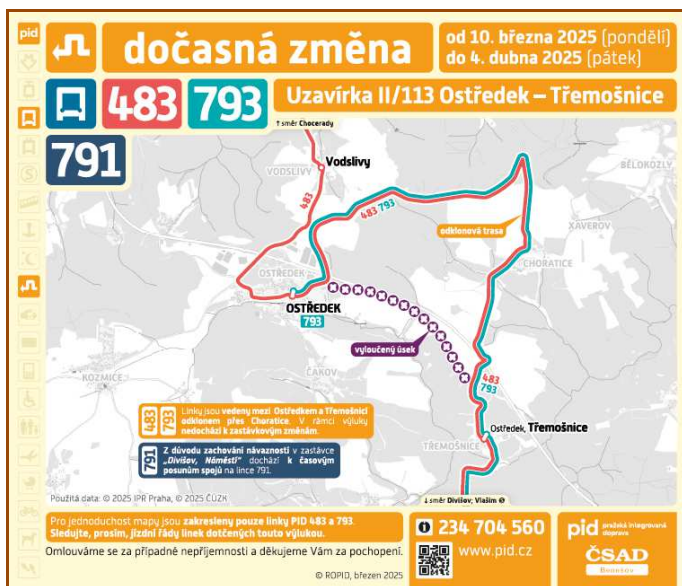 pid
dočasná změna
od 10. března 2025 (pondělí)
do 4. dubna 2025 (pátek)
483 793
Uzavírka II/113 Ostředek – Třemošnice
791
↑ směr Chocerady
VODSLIVY
Vodslivy
BĚLOKOZLY
483
483 793
XAVEROV
odklonová trasa
CHORATICE
OSTŘEDEK
OSTŘEDEK
793
vyloučený úsek
ČAKOV
KOZMICE
483
793
483 793
Linky jsou vedeny mezi Ostředkem a Třemošnicí
odklonem přes Choratice. V rámci výluky
nedochází k zastávkovým změnám.
Ostředek, Třemošnice
TŘEMOŠNICE
791
Z důvodu zachování návaznosti v zastávce
„Divišov, Náměstí" dochází k časovým
posunům spojů na lince 791.
Použitá data: © 2025 IPR Praha, © 2025 ČÚZK
↓ směr Divišov; Vlašim
Pro jednoduchost mapy jsou zakresleny pouze linky PID 483 a 793.
Sledujte, prosím, jízdní řády linek dotčených touto výlukou.
Omlouváme se za případné nepříjemnosti a děkujeme Vám za pochopení.
© ROPID, březen 2025
234 704 560
www.pid.cz
pid pražská integrovaná
doprava
ČSAD
Benešov